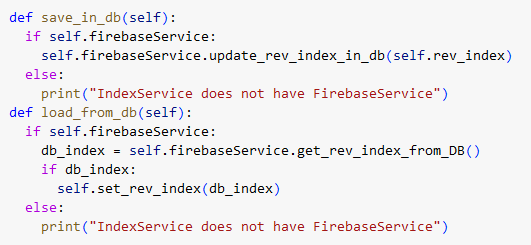 def save_in_db(self):
  if self.firebaseService:
    self.firebaseService.update_rev_index_in_db(self.rev_index)
  else:
    print("IndexService does not have FirebaseService")
def load_from_db(self):
  if self.firebaseService:
    db_index = self.firebaseService.get_rev_index_from_DB()
    if db_index:
      self.set_rev_index(db_index)
  else:
    print("IndexService does not have FirebaseService")